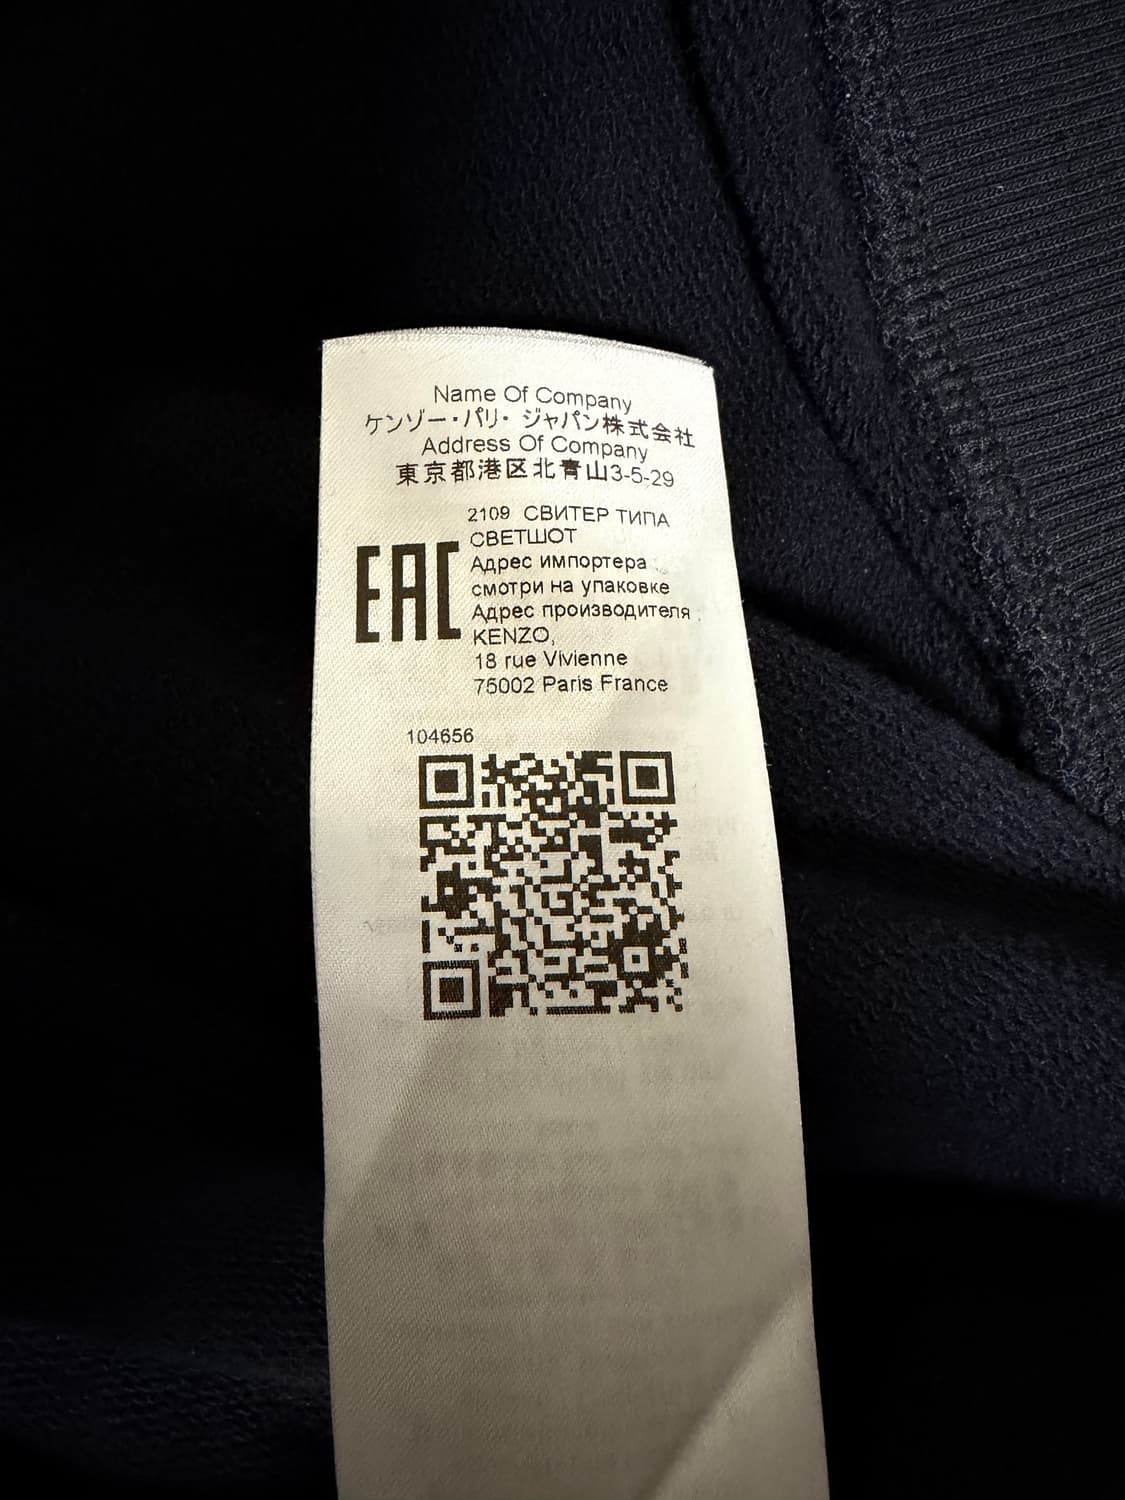 Name Of Company
ケンゾー・パリ・ジャパン株式会社
Address Of Company
東京都港区北青山3-5-29
2109 СВИТЕР ТИПА
СВЕТШОТ
EAC
Адрес импортера :
смотри на упаковке
Адрес производителя :
KENZO,
18 rue Vivienne
75002 Paris France
104656